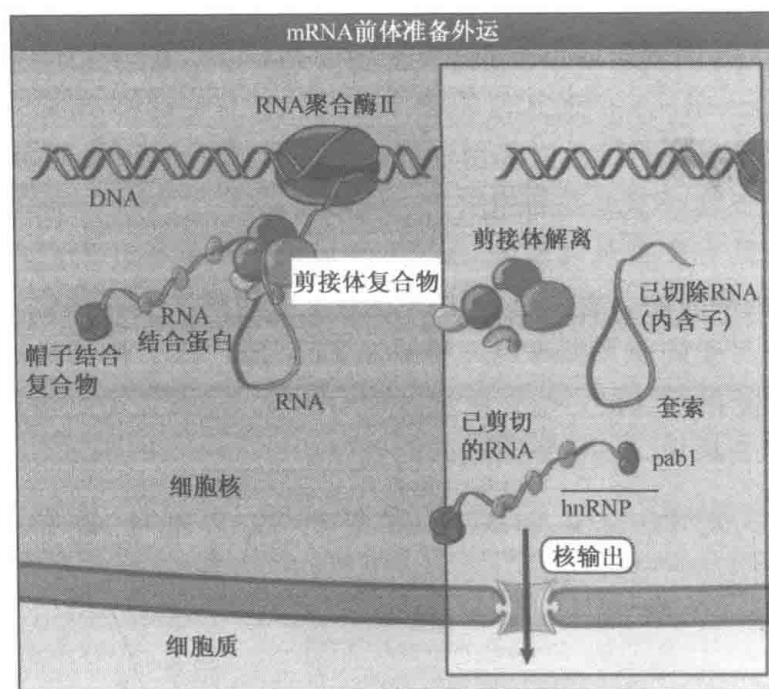 mRNA前体准备外运
RNA聚合酶Ⅱ
DNA
剪接体复合物
RNA
结合蛋白
帽子结合
复合物
RNA
细胞核
细胞质
剪接体解离
已切除RNA
(内含子)
套索
已剪切
的RNA
pab1
hnRNP
核输出